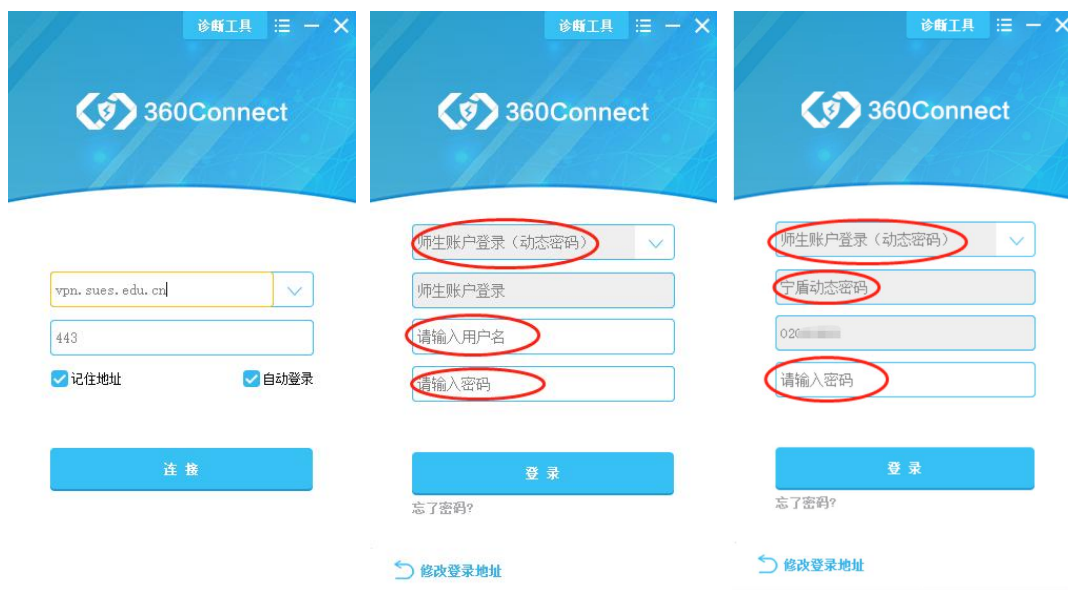 诊断工具
360Connect
vpn.sues.edu.cn
443
记住地址 自动登录
连 接
诊断工具
360Connect
师生账户登录（动态密码）
师生账户登录
请输入用户名
请输入密码
登 录
忘了密码?
修改登录地址
诊断工具
360Connect
师生账户登录（动态密码）
宁盾动态密码
020
请输入密码
登 录
忘了密码?
修改登录地址